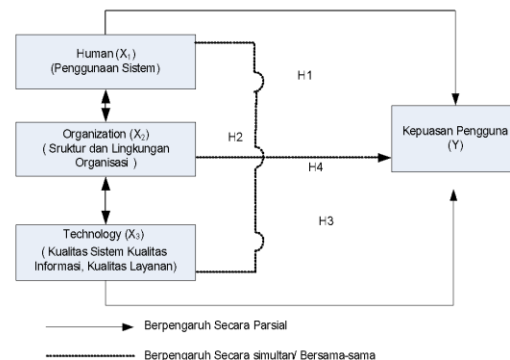 Human (X₁)
(Penggunaan Sistem)
H1
Organization (X₂)
( Sruktur dan Lingkungan
Organisasi )
H2
Kepuasan Pengguna
(Y)
H4
H3
Technology (X₃)
( Kualitas Sistem Kualitas
Informasi, Kualitas Layanan)
Berpengaruh Secara Parsial
Berpengaruh Secara simultan/ Bersama-sama